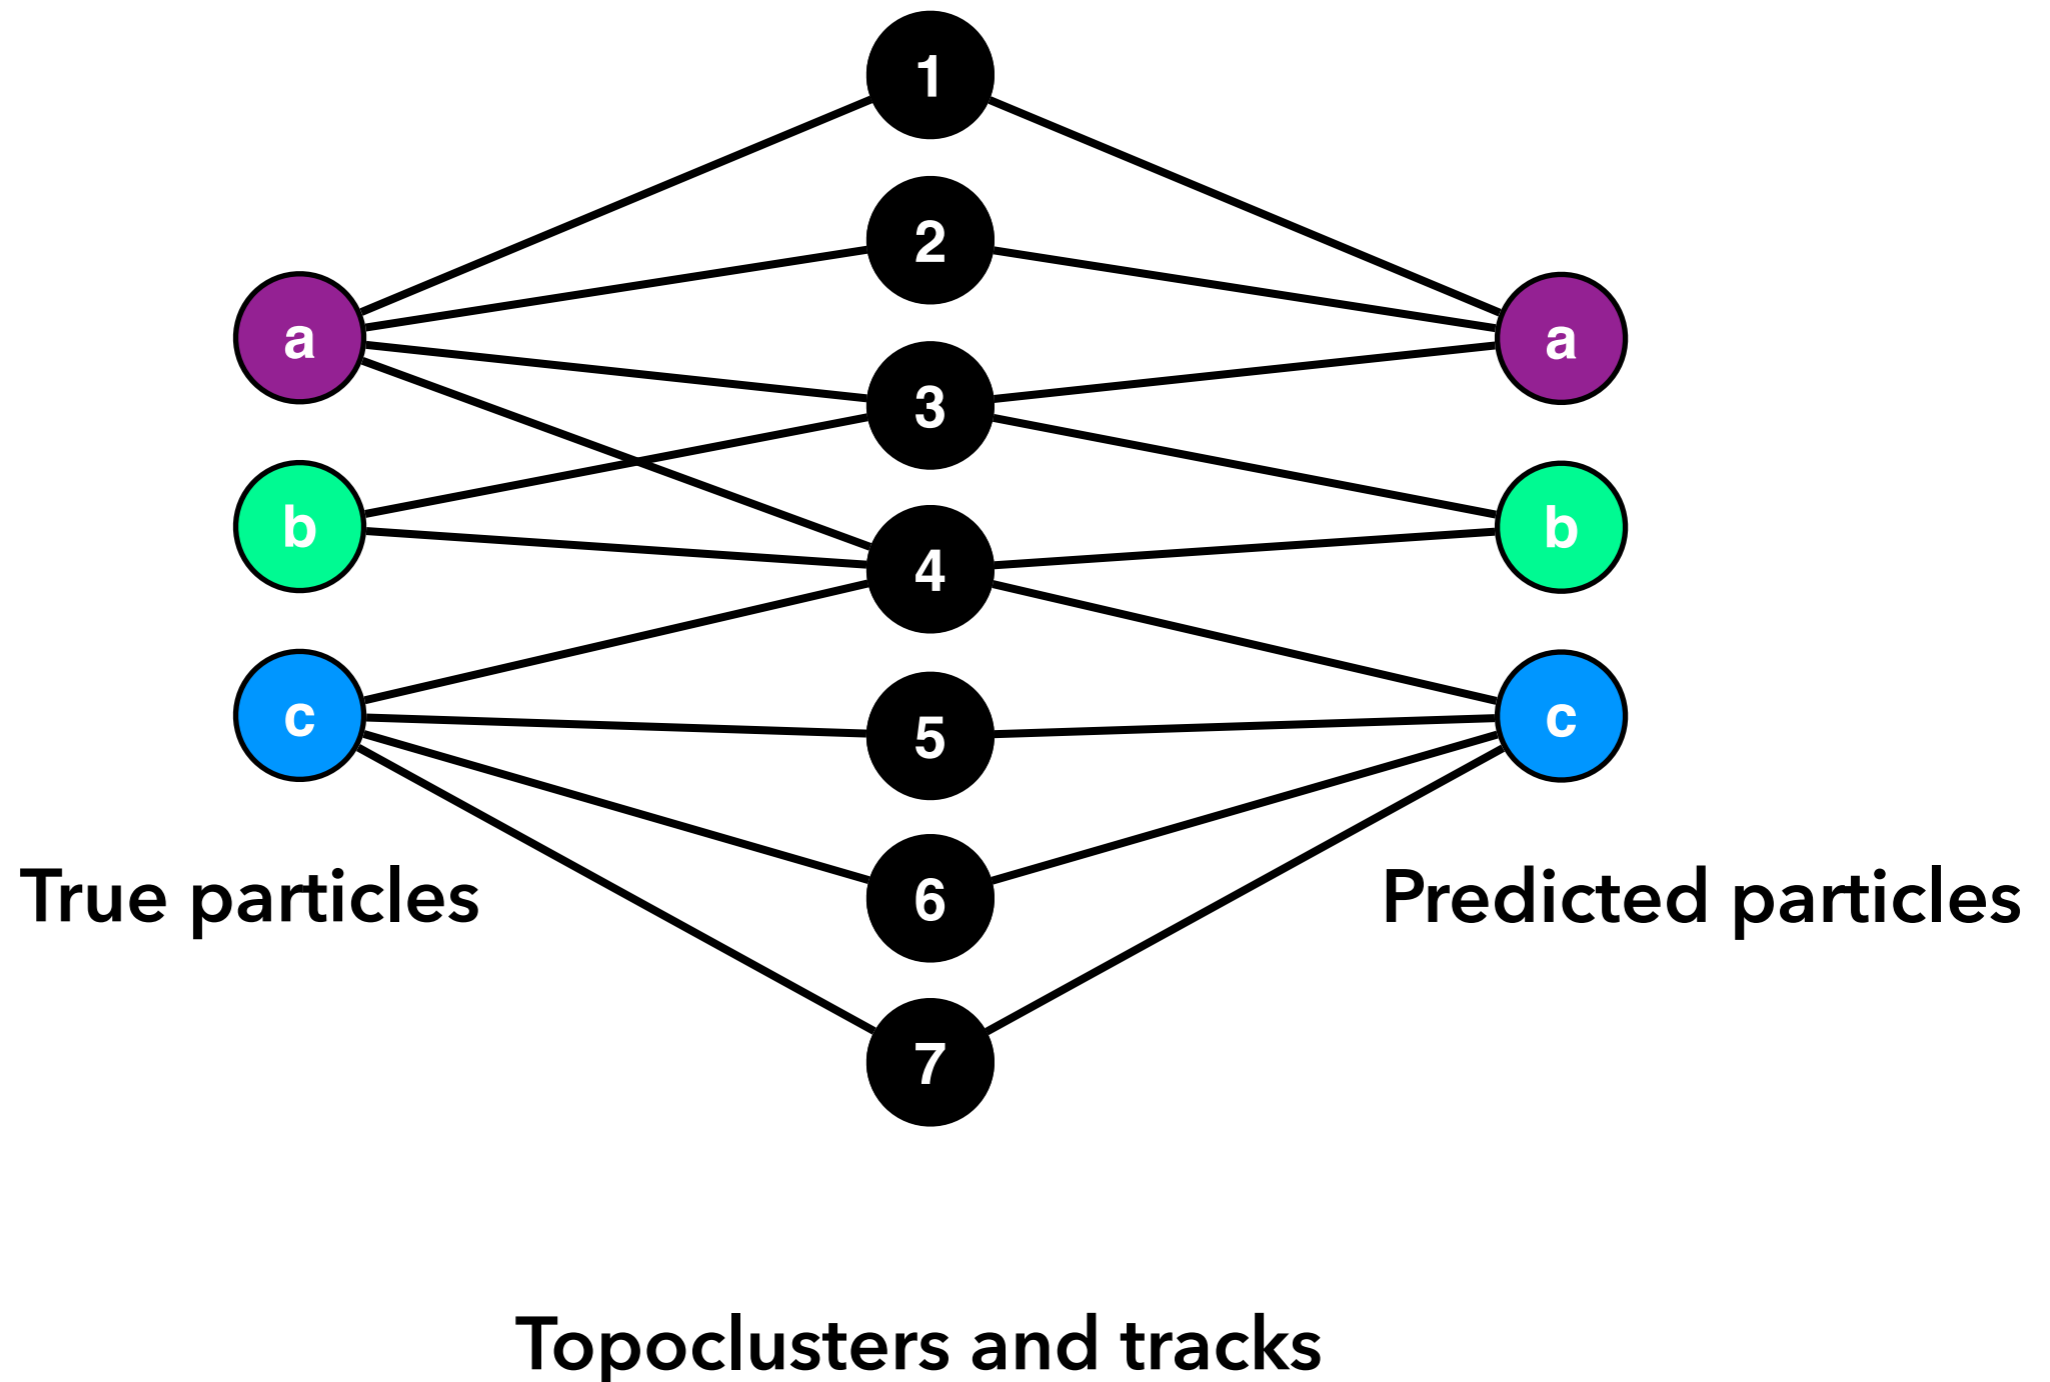 1
2
a
a
3
b
b
4
c
c
5
6
True particles
Predicted particles
7
Topoclusters and tracks